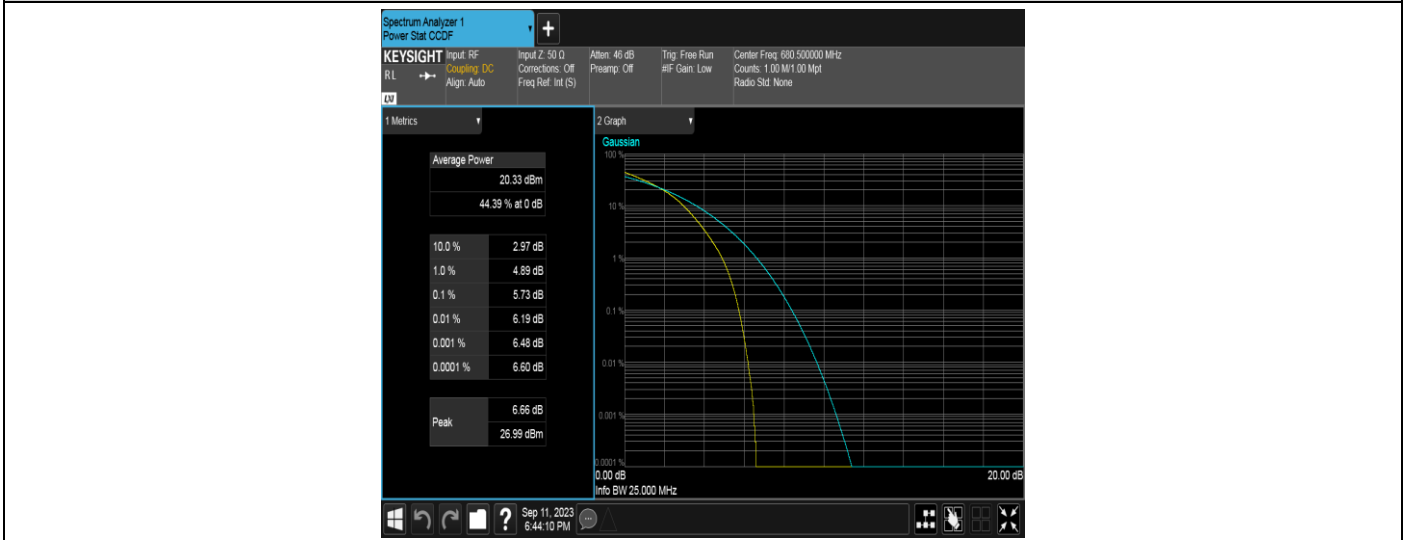 Spectrum Analyzer 1
Power Stat CCDF
+
KEYSIGHT Input: RF Input Z: 50 Ω Atten: 46 dB Trig: Free Run Center Freq: 680.500000 MHz
RL Coupling: DC Corrections: Off Preamp: Off #IF Gain: Low Counts: 1.00 M/1.00 Mpt
Align: Auto Freq Ref: Int (S) Radio Std: None
LXI
1 Metrics
Average Power
20.33 dBm
44.39 % at 0 dB
10.0 % 2.97 dB
1.0 % 4.89 dB
0.1 % 5.73 dB
0.01 % 6.19 dB
0.001 % 6.48 dB
0.0001 % 6.60 dB
Peak
6.66 dB
26.99 dBm
2 Graph
Gaussian
100 %
10 %
1 %
0.1 %
0.01 %
0.001 %
0.0001 %
0.00 dB 20.00 dB
Info BW 25.000 MHz
? Sep 11, 2023
6:44:10 PM